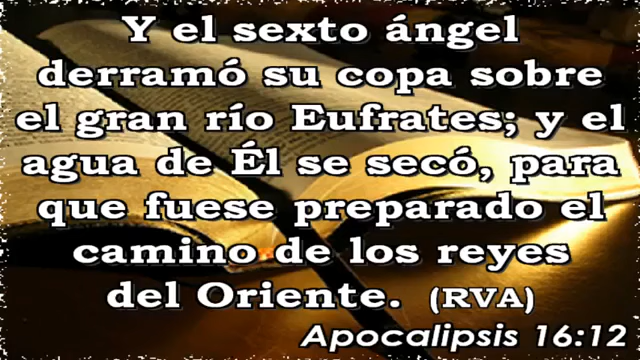 Y el sexto ángel
derramó su copa sobre
el gran río Eufrates; y el
agua de Él se secó, para
que fuese preparado el
camino de los reyes
del Oriente. (RVA)
Apocalipsis 16:12